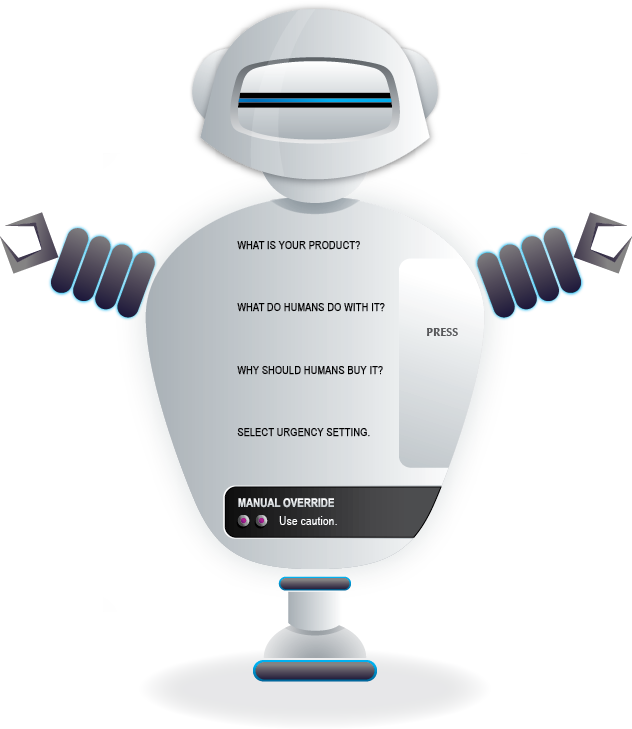 WHAT IS YOUR PRODUCT?
WHAT DO HUMANS DO WITH IT?
PRESS
WHY SHOULD HUMANS BUY IT?
SELECT URGENCY SETTING.
MANUAL OVERRIDE
Use caution.